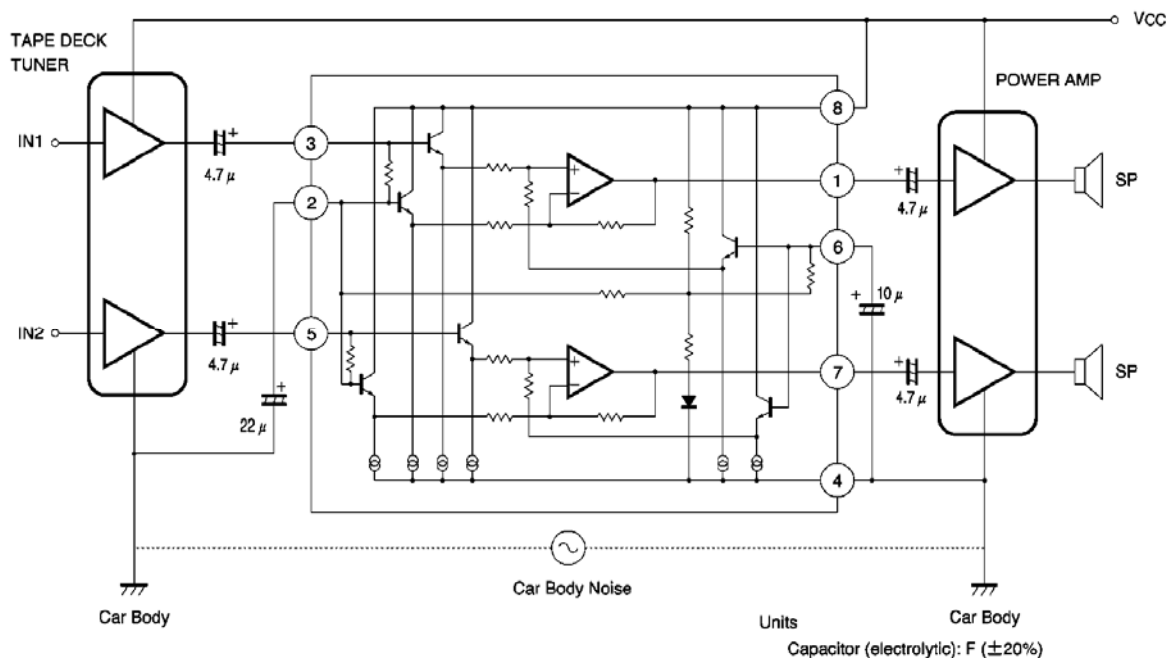 VCC
TAPE DECK
TUNER
POWER AMP
8
IN1
3
+
4.7 μ
+
−
1
+
4.7 μ
SP
2
6
+
10 μ
IN2
5
+
4.7 μ
+
−
7
+
4.7 μ
SP
+
22 μ
4
Car Body Noise
Car Body
Car Body
Units
Capacitor (electrolytic): F (±20%)